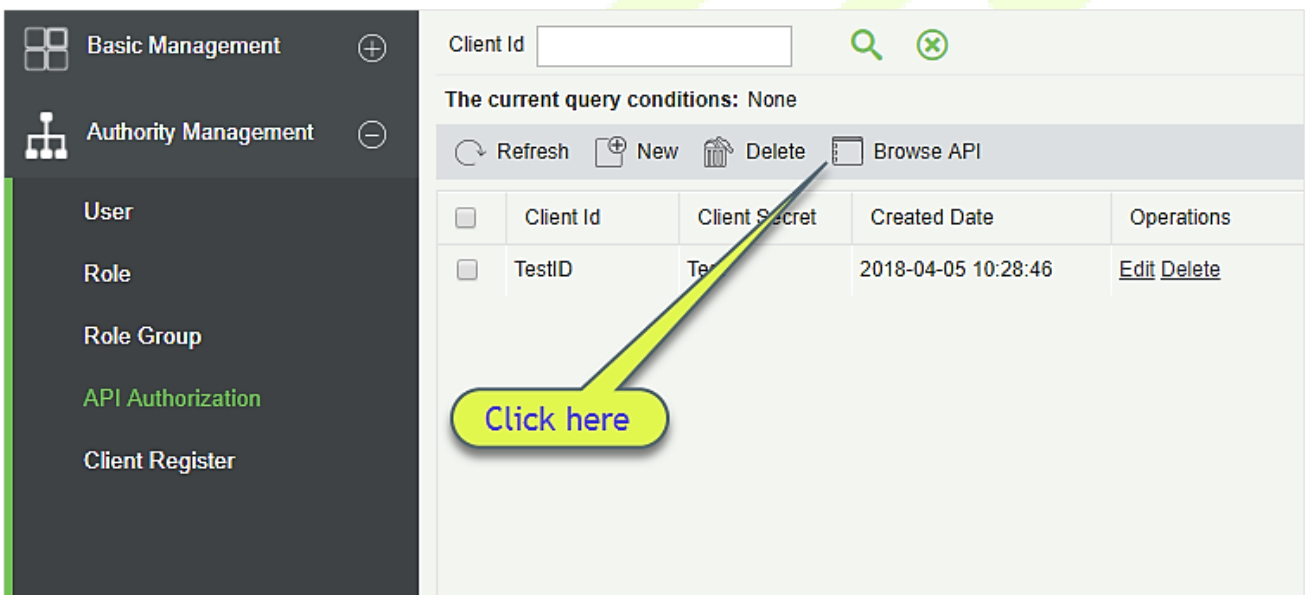 Basic Management
Authority Management
User
Role
Role Group
API Authorization
Client Register
Client Id
The current query conditions: None
Refresh New Delete Browse API
Client Id Client Secret Created Date Operations
TestID 2018-04-05 10:28:46 Edit Delete
Click here